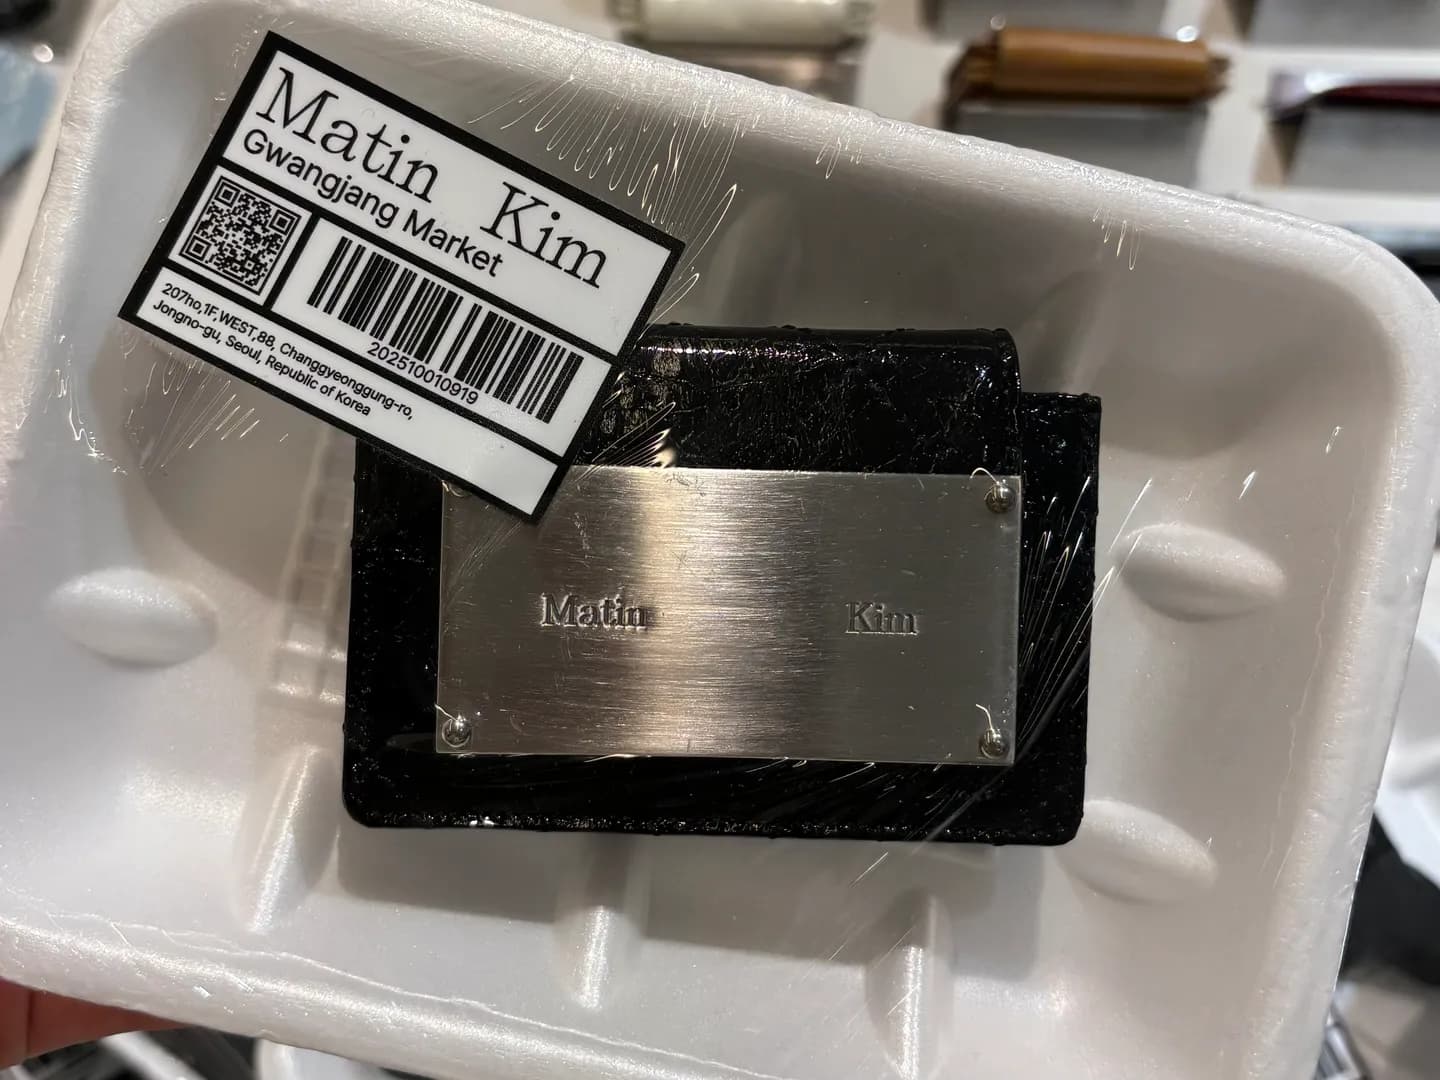 Matin Kim
Gwangjang Market
202510010919
207ho,1F,WEST,88, Changgyeonggung-ro,
Jongno-gu, Seoul, Republic of Korea
Matin Kim